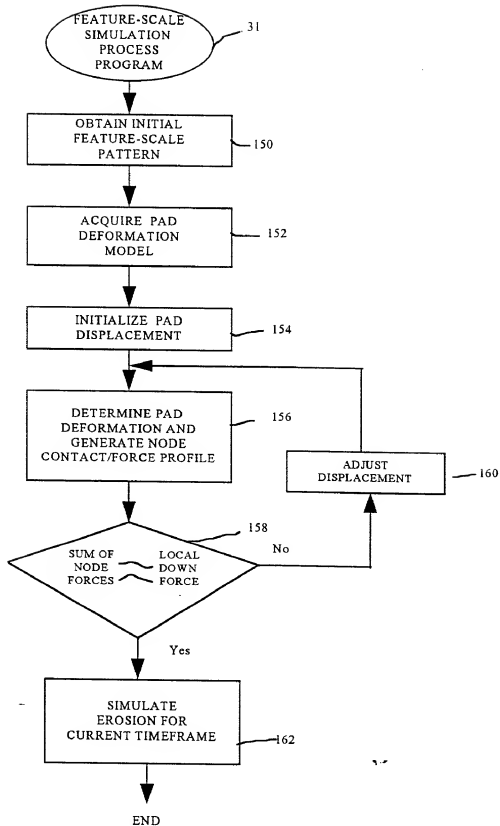 FEATURE-SCALE
SIMULATION
PROCESS
PROGRAM
31
OBTAIN INITIAL
FEATURE-SCALE
PATTERN
150
ACQUIRE PAD
DEFORMATION
MODEL
152
INITIALIZE PAD
DISPLACEMENT
154
DETERMINE PAD
DEFORMATION AND
GENERATE NODE
CONTACT/FORCE PROFILE
156
ADJUST
DISPLACEMENT
160
158
SUM OF LOCAL
NODE DOWN
FORCES FORCE
No
Yes
SIMULATE
EROSION FOR
CURRENT TIMEFRAME
162
END